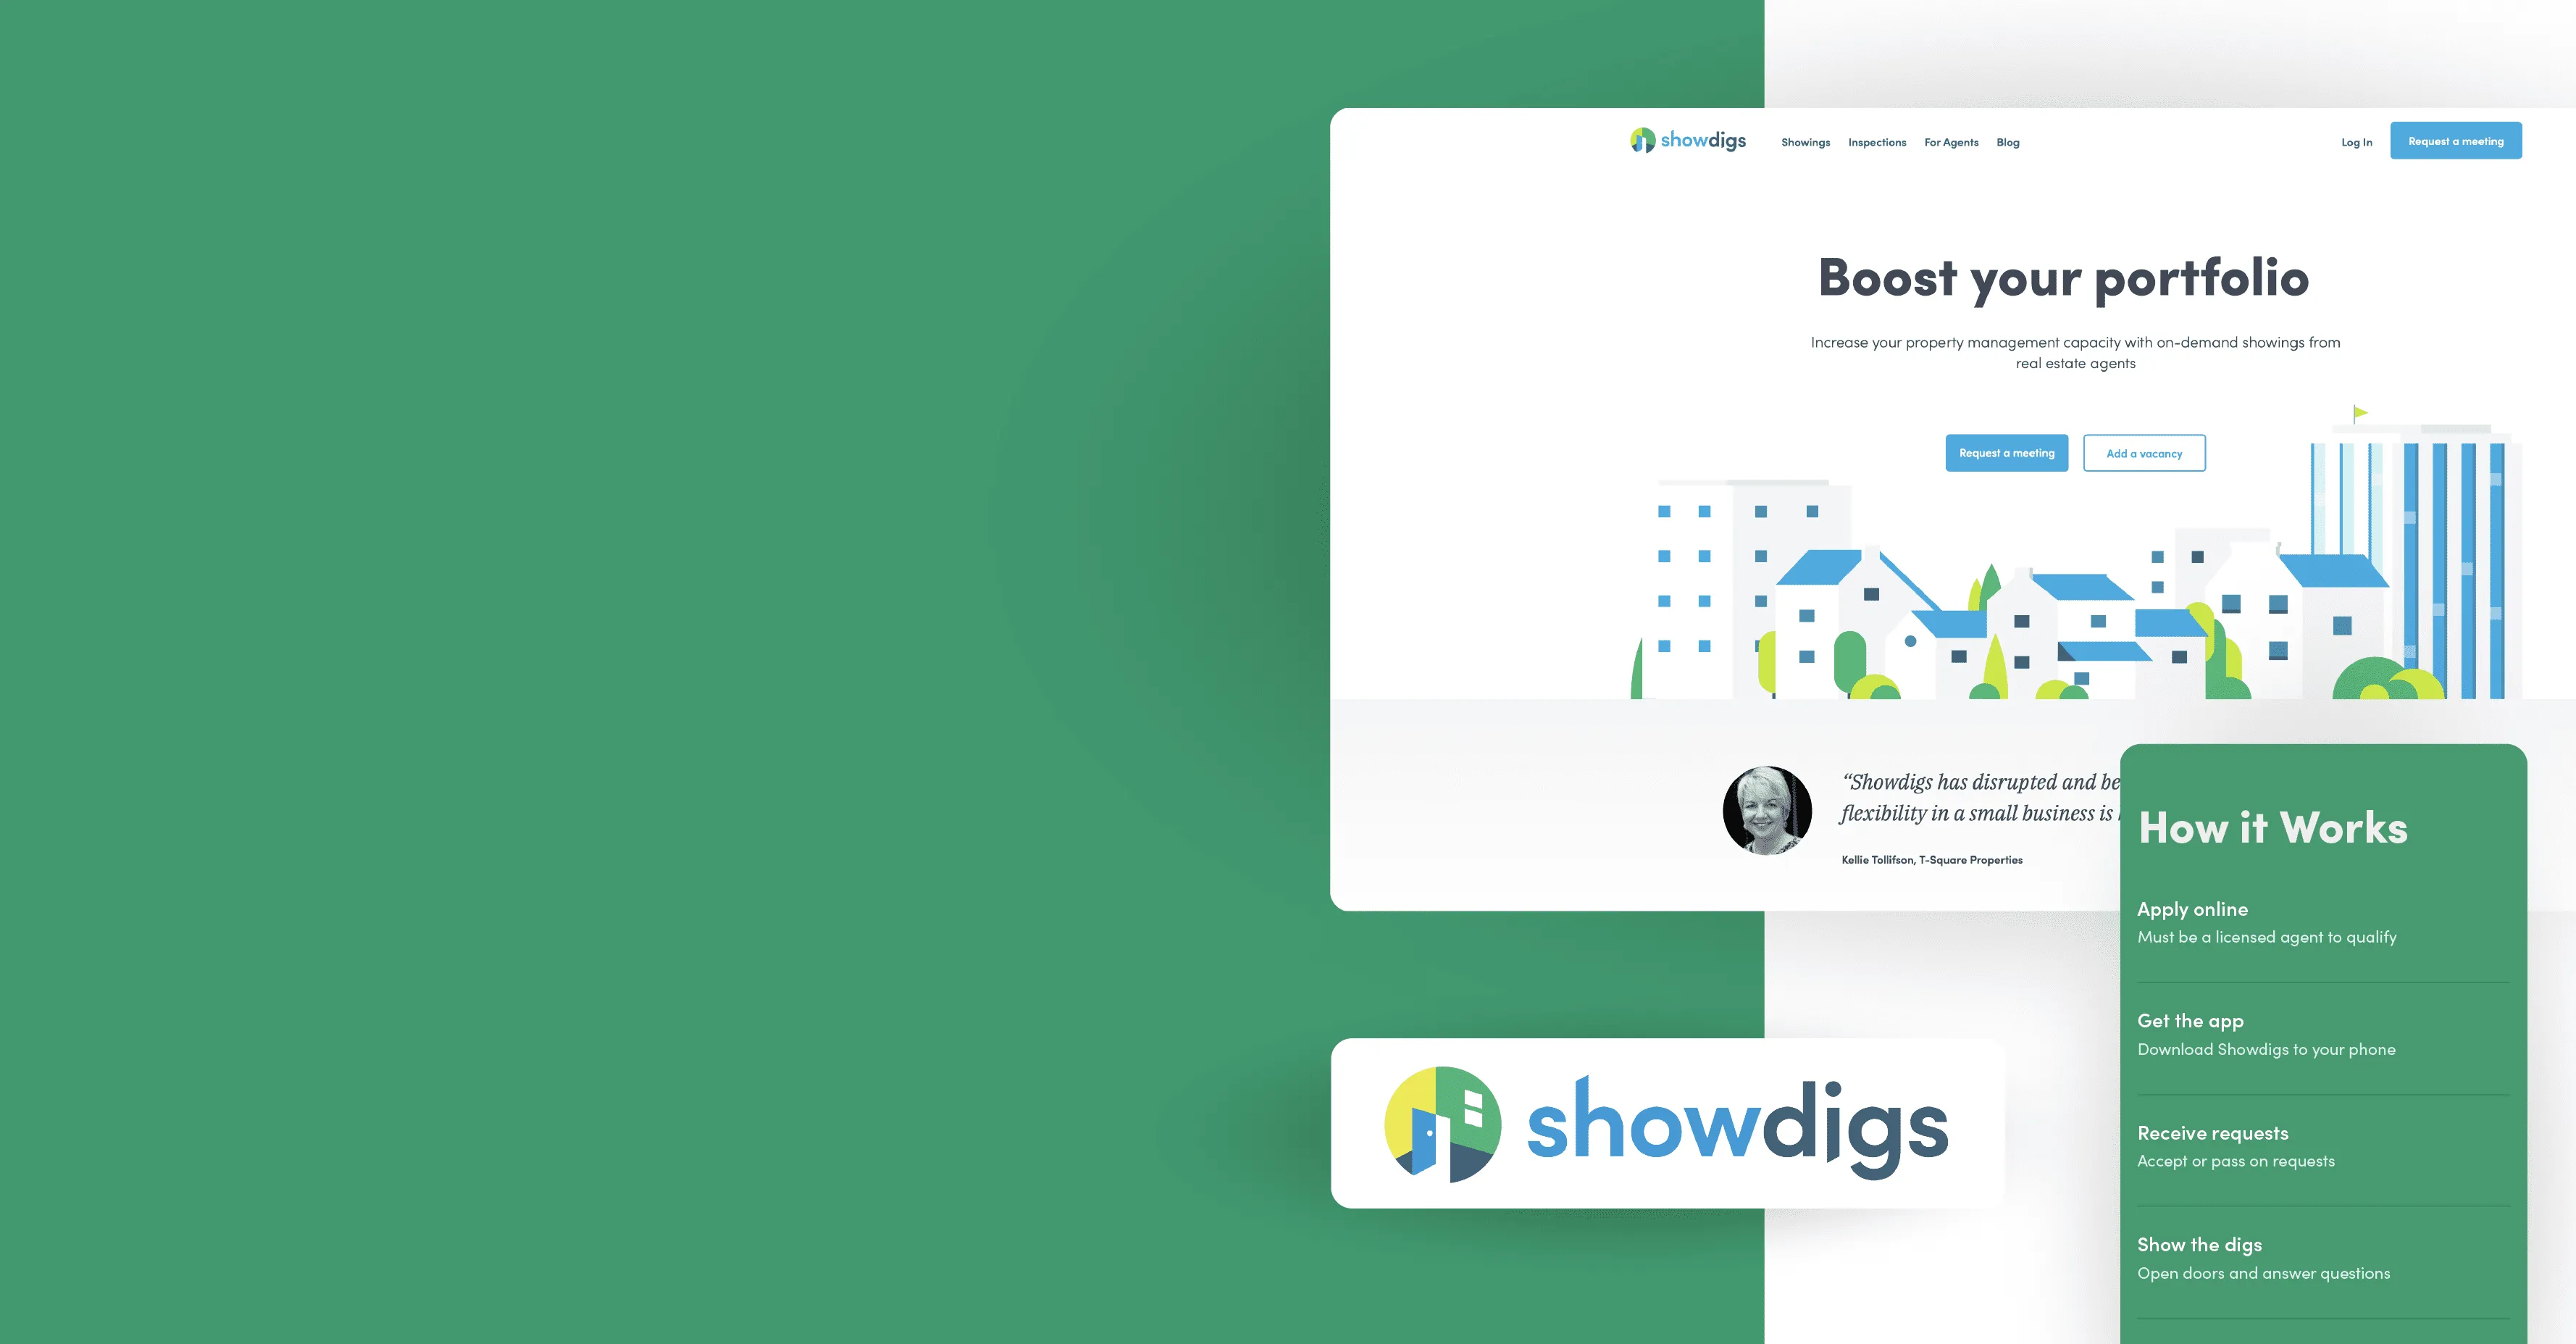 showdigs
Showings
Inspections
For Agents
Blog
Log In
Request a meeting
Boost your portfolio
Increase your property management capacity with on-demand showings from
real estate agents
Request a meeting
Add a vacancy
“Showdigs has disrupted and be
flexibility in a small business is
Kellie Tollifson, T-Square Properties
How it Works
Apply online
Must be a licensed agent to qualify
Get the app
Download Showdigs to your phone
Receive requests
Accept or pass on requests
Show the digs
Open doors and answer questions
showdigs